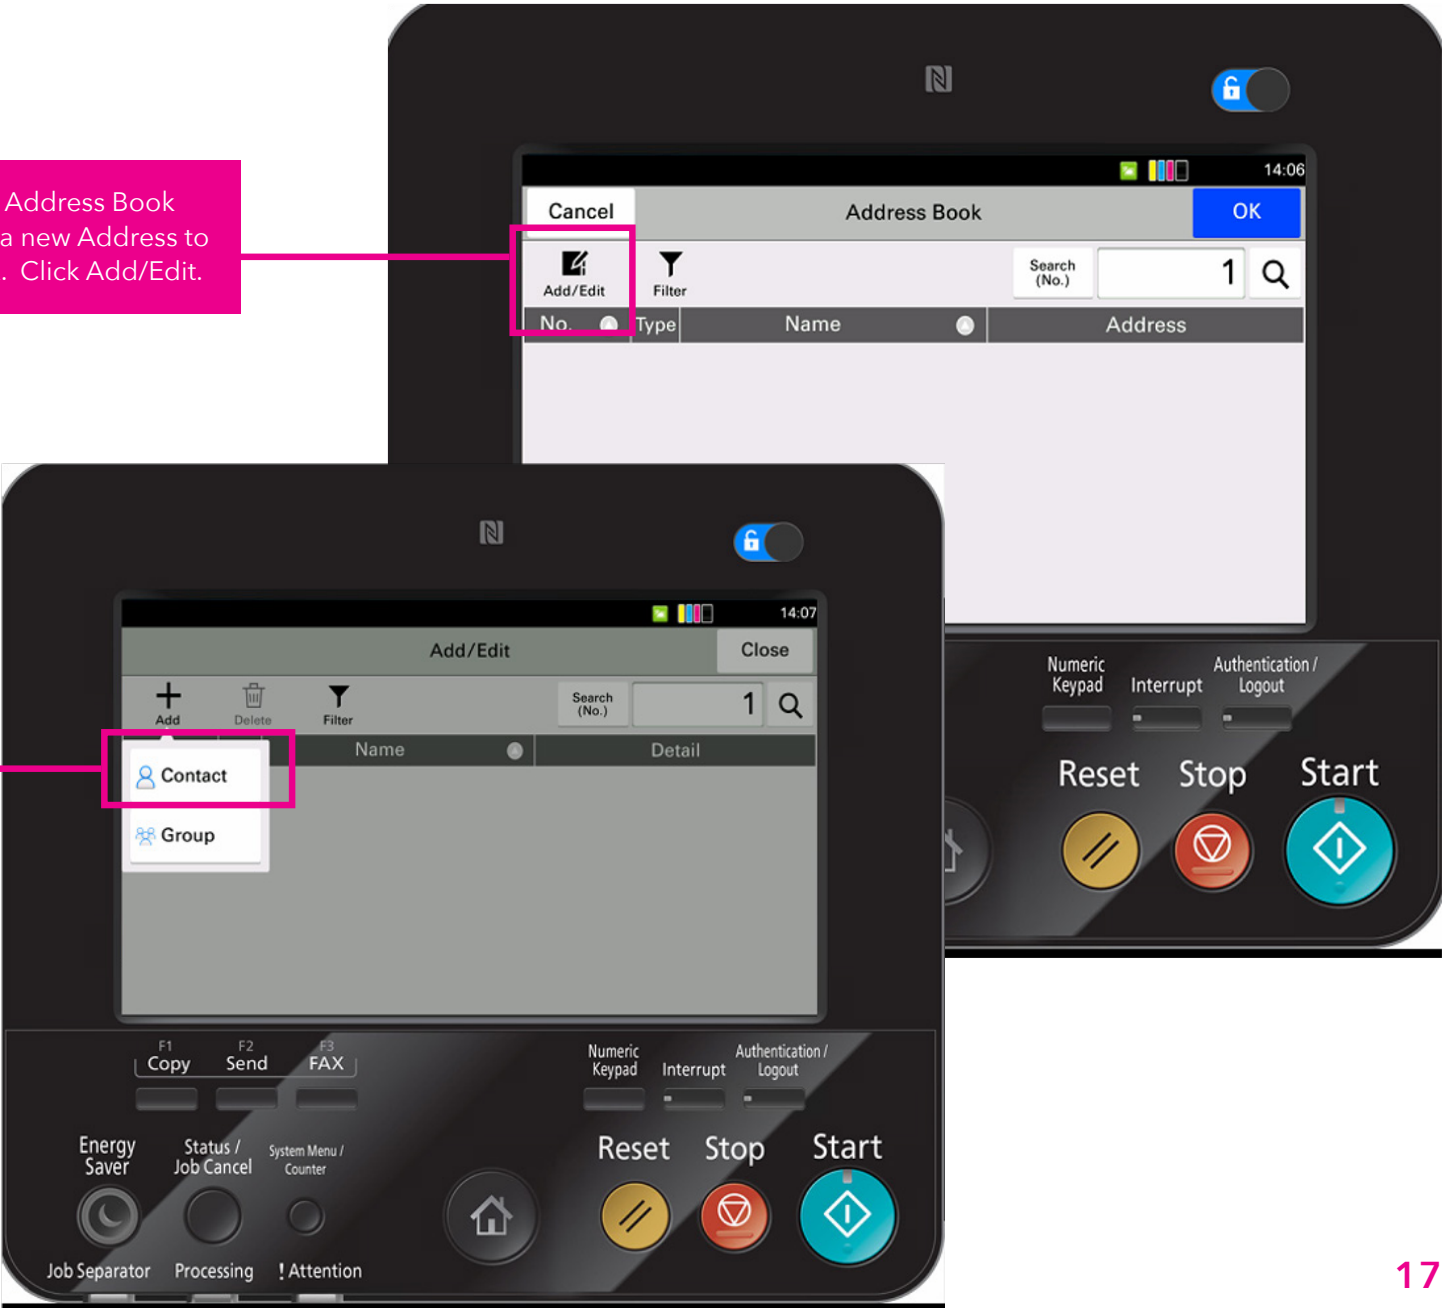 Address Book
a new Address to
. Click Add/Edit.
14:06
Cancel
Address Book
OK
Add/Edit
Filter
Search
(No.)
1
No.
Type
Name
Address
Numeric
Keypad
Interrupt
Authentication /
Logout
Reset
Stop
Start
14:07
Add/Edit
Close
Add
Delete
Filter
Search
(No.)
1
Name
Detail
Contact
Group
F1
Copy
F2
Send
F3
FAX
Numeric
Keypad
Interrupt
Authentication /
Logout
Energy
Saver
Status /
Job Cancel
System Menu /
Counter
Reset
Stop
Start
Job Separator
Processing
! Attention
17